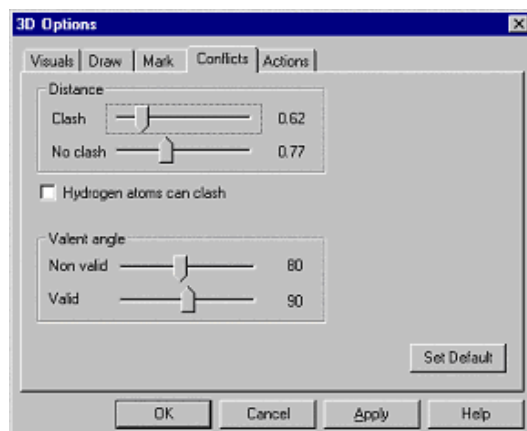 3D Options
Visuals Draw Mark Conflicts Actions
Distance
Clash 0.62
No clash 0.77
Hydrogen atoms can clash
Valent angle
Non valid 80
Valid 90
Set Default
OK Cancel Apply Help